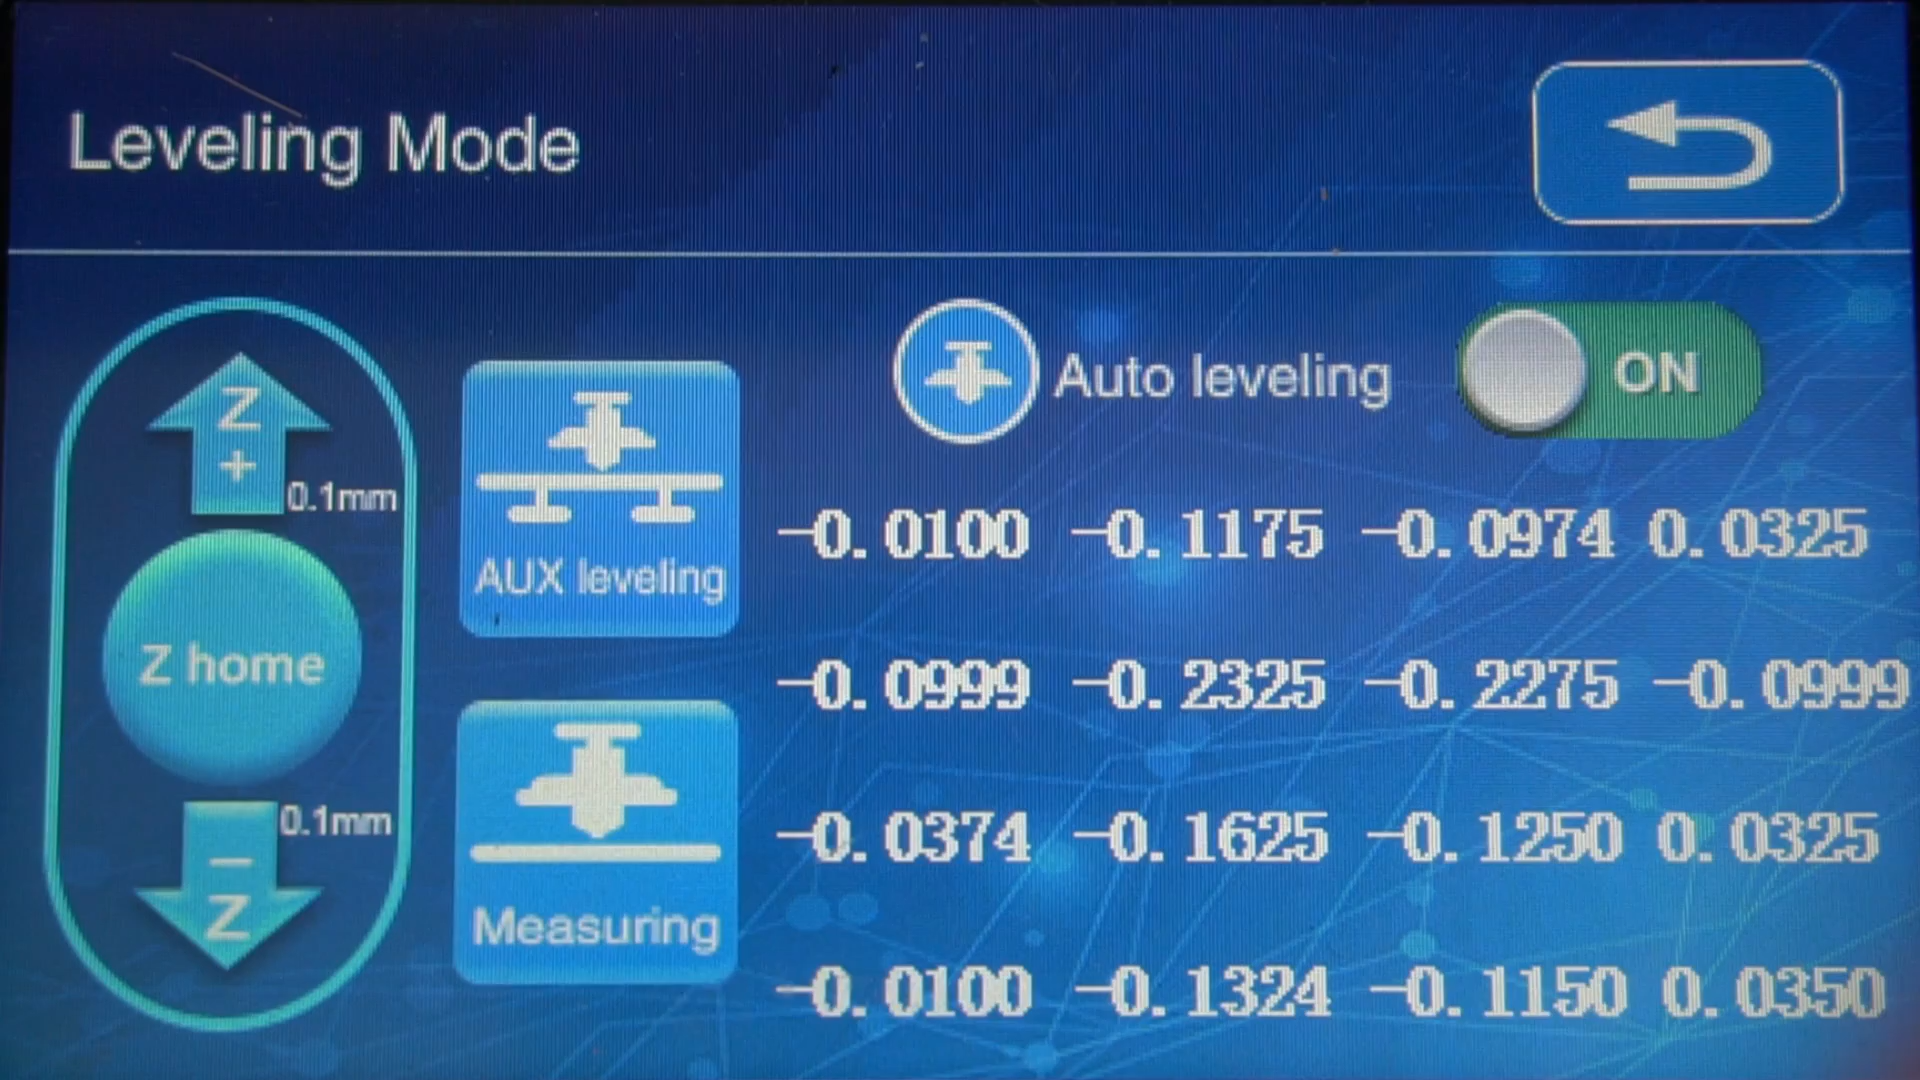 Leveling Mode
Z
+
0.1mm
Z home
0.1mm
−
Z
AUX leveling
Measuring
Auto leveling ON
-0.0100 -0.1175 -0.0974 0.0325
-0.0999 -0.2325 -0.2275 -0.0999
-0.0374 -0.1625 -0.1250 0.0325
-0.0100 -0.1324 -0.1150 0.0350